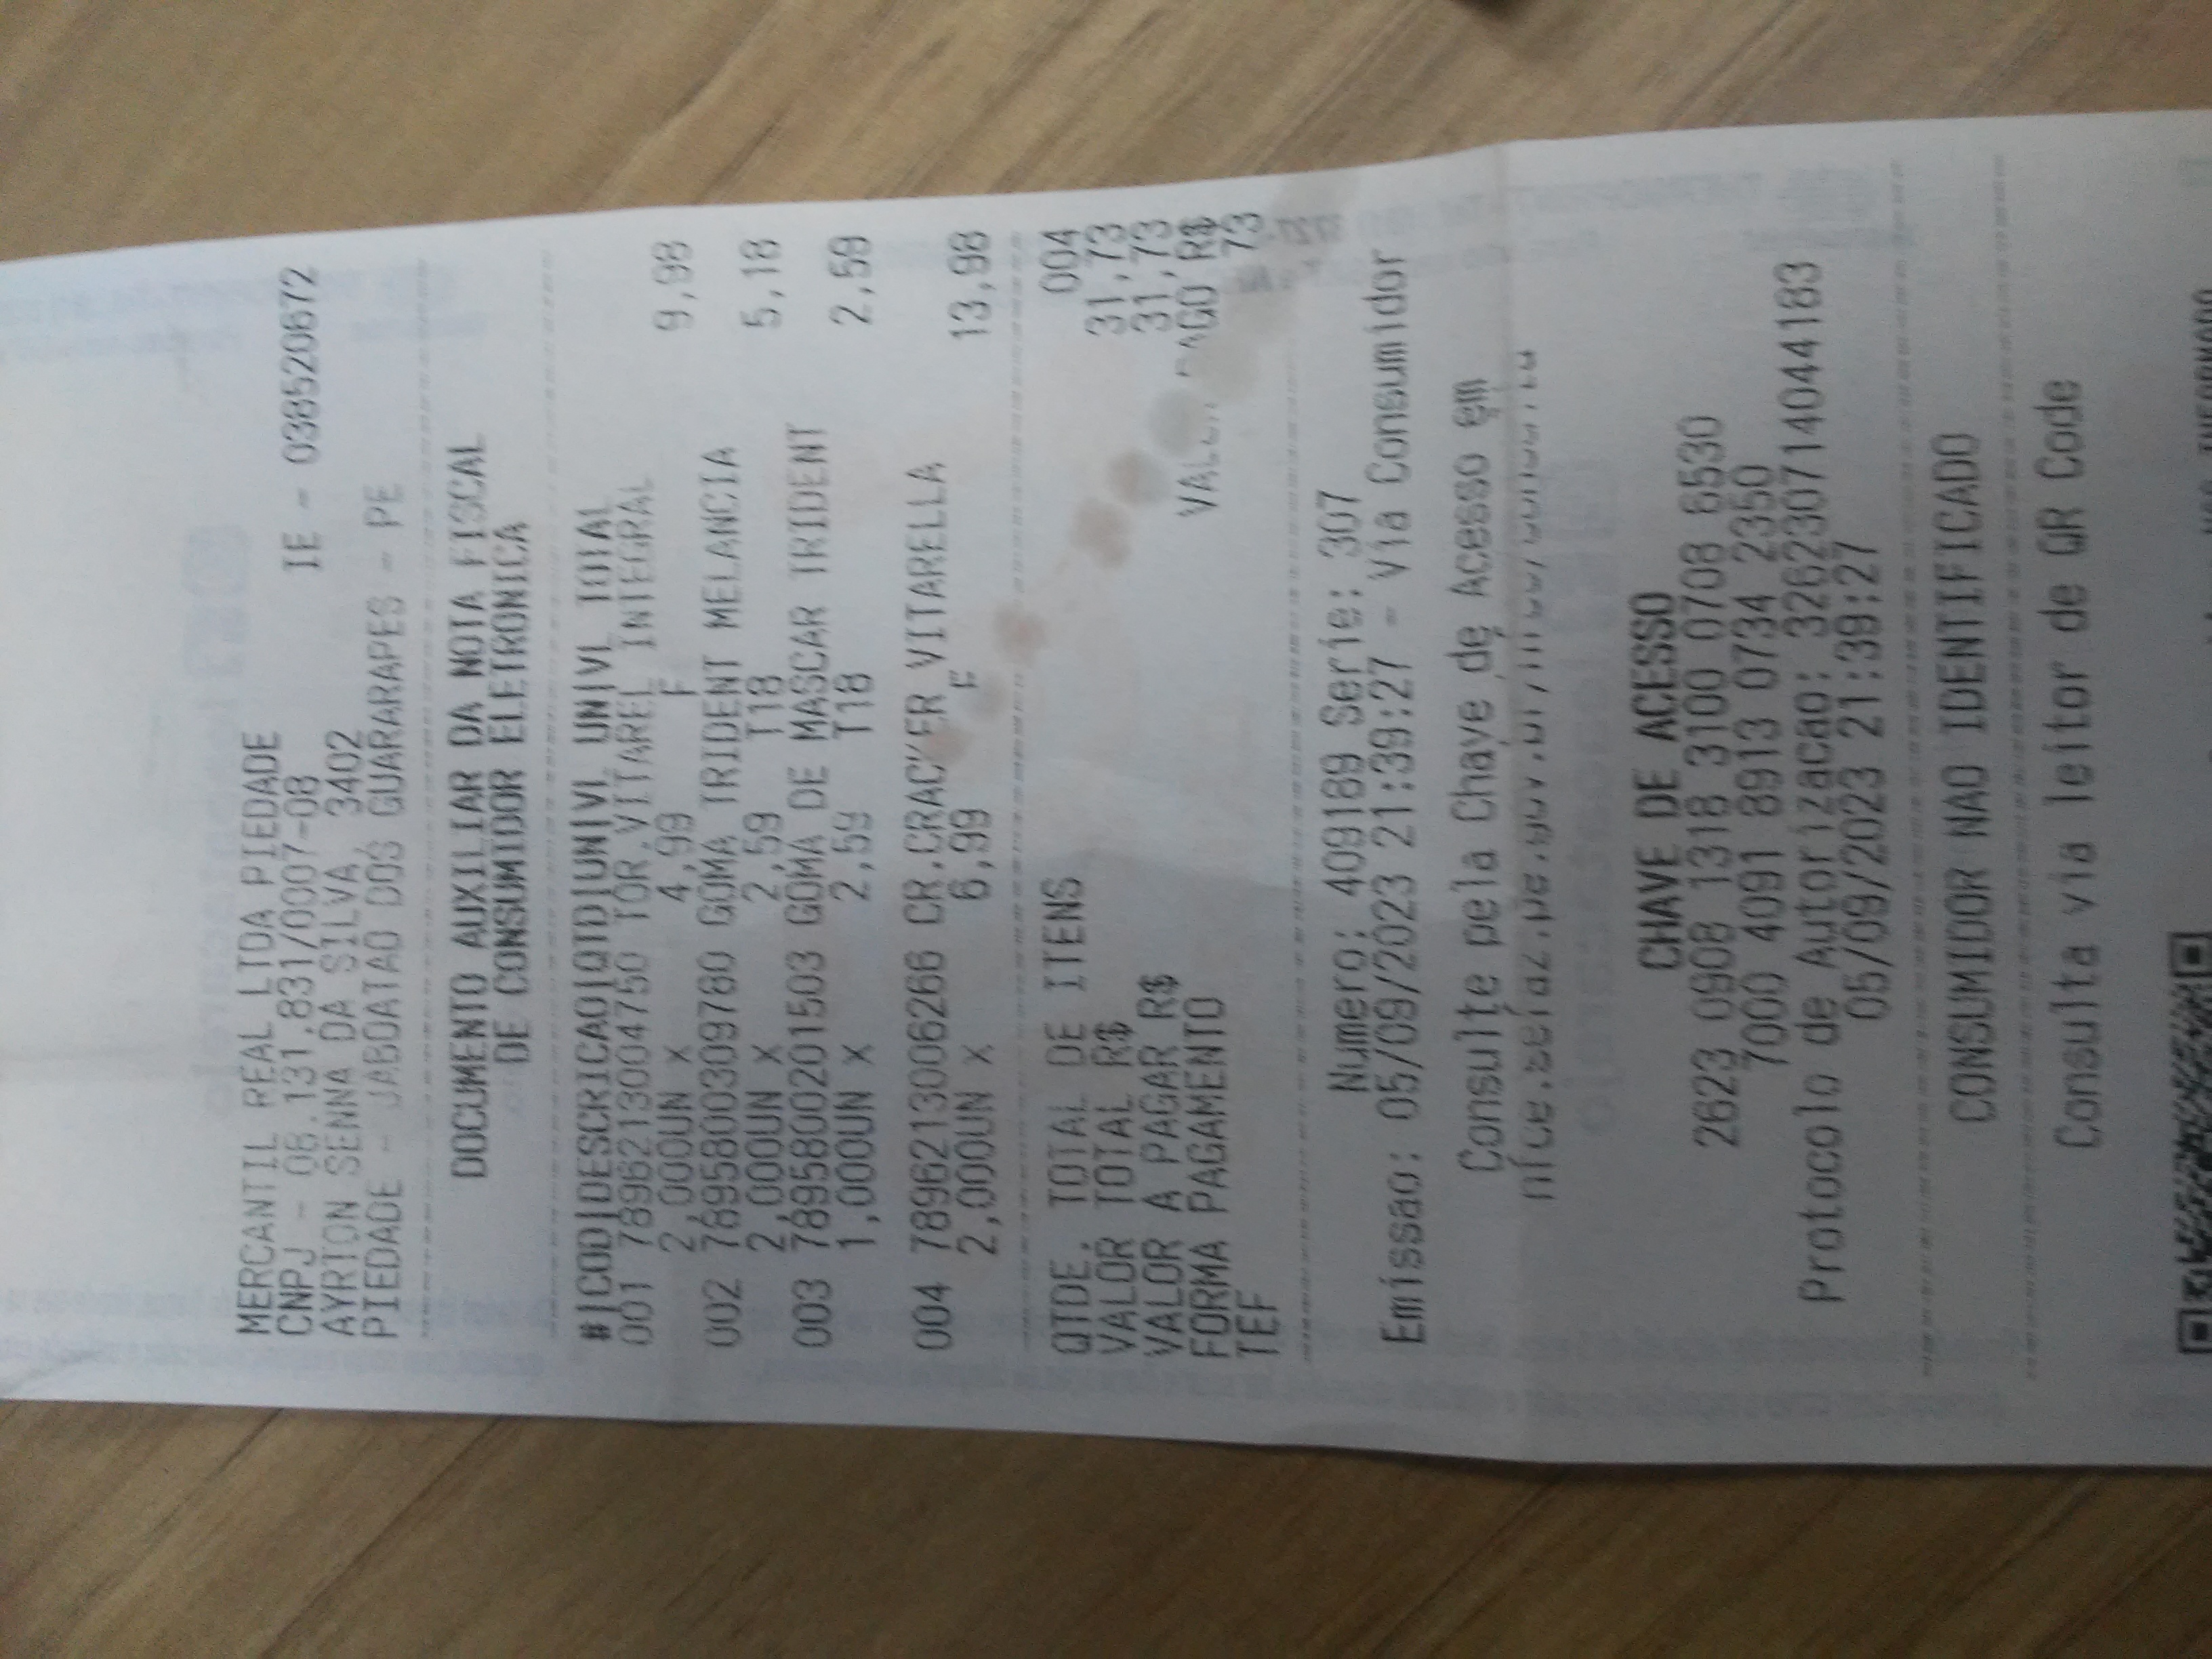 MERCANTIL REAL LTDA PIEDADE
CNPJ - 08.131.831/0007-08 IE - 038520672
AYRTON SENNA DA SILVA, 3402
PIEDADE - JABOATAO DOS GUARARAPES - PE
DOCUMENTO AUXILIAR DA NOTA FISCAL
DE CONSUMIDOR ELETRONICA
#|COD|DESCRICAO|QTD|UN|VL UN|VL TOTAL
001 7896213004750 TOR.VITAREL INTEGRAL
2,000UN x 4,99 F 9,98
002 7895800309780 GOMA TRIDENT MELANCIA
2,000UN x 2,59 T18 5,18
003 7895800201503 GOMA DE MASCAR TRIDENT
1,000UN x 2,59 T18 2,59
004 7896213006266 CR.CRACKER VITARELLA
2,000UN x 6,99 F 13,98
QTDE. TOTAL DE ITENS 004
VALOR TOTAL R$ 31,73
VALOR A PAGAR R$ 31,73
FORMA PAGAMENTO VALOR PAGO R$
TEF 73
Numero: 409189 Serie: 307
Emissao: 05/09/2023 21:39:27 - Via Consumidor
Consulte pela Chave de Acesso em
nfce.sefaz.pe.gov.br/nfce/consulta
CHAVE DE ACESSO
2623 0908 1318 3100 0708 6530
7000 4091 8913 0734 2350
Protocolo de Autorizacao: 326230714044183
05/09/2023 21:39:27
CONSUMIDOR NAO IDENTIFICADO
Consulta via leitor de QR Code